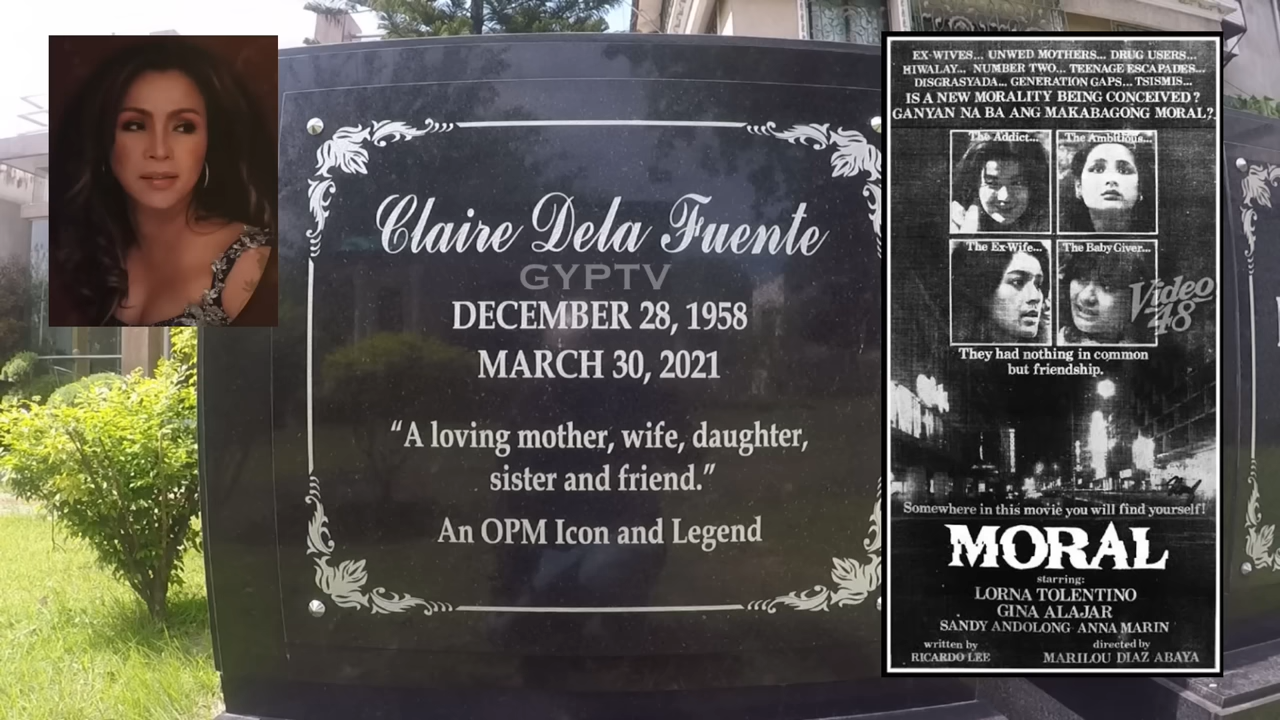 Claire Dela Fuente
GYPTV
DECEMBER 28, 1958
MARCH 30, 2021
“A loving mother, wife, daughter,
sister and friend.”
An OPM Icon and Legend
EX-WIVES... UNWED MOTHERS... DRUG USERS...
HIWALAY... NUMBER TWO... TEENAGE ESCAPADES...
DISGRASYADA... GENERATION GAPS... TSISMIS...
IS A NEW MORALITY BEING CONCEIVED?
GANYAN NA BA ANG MAKABAGONG MORAL?
The Addict... The Ambitious...
The Ex-Wife... The Baby Giver...
Video 48
They had nothing in common
but friendship.
Somewhere in this movie you will find yourself!
MORAL
starring:
LORNA TOLENTINO
GINA ALAJAR
SANDY ANDOLONG ANNA MARIN
written by directed by
RICARDO LEE MARILOU DIAZ ABAYA